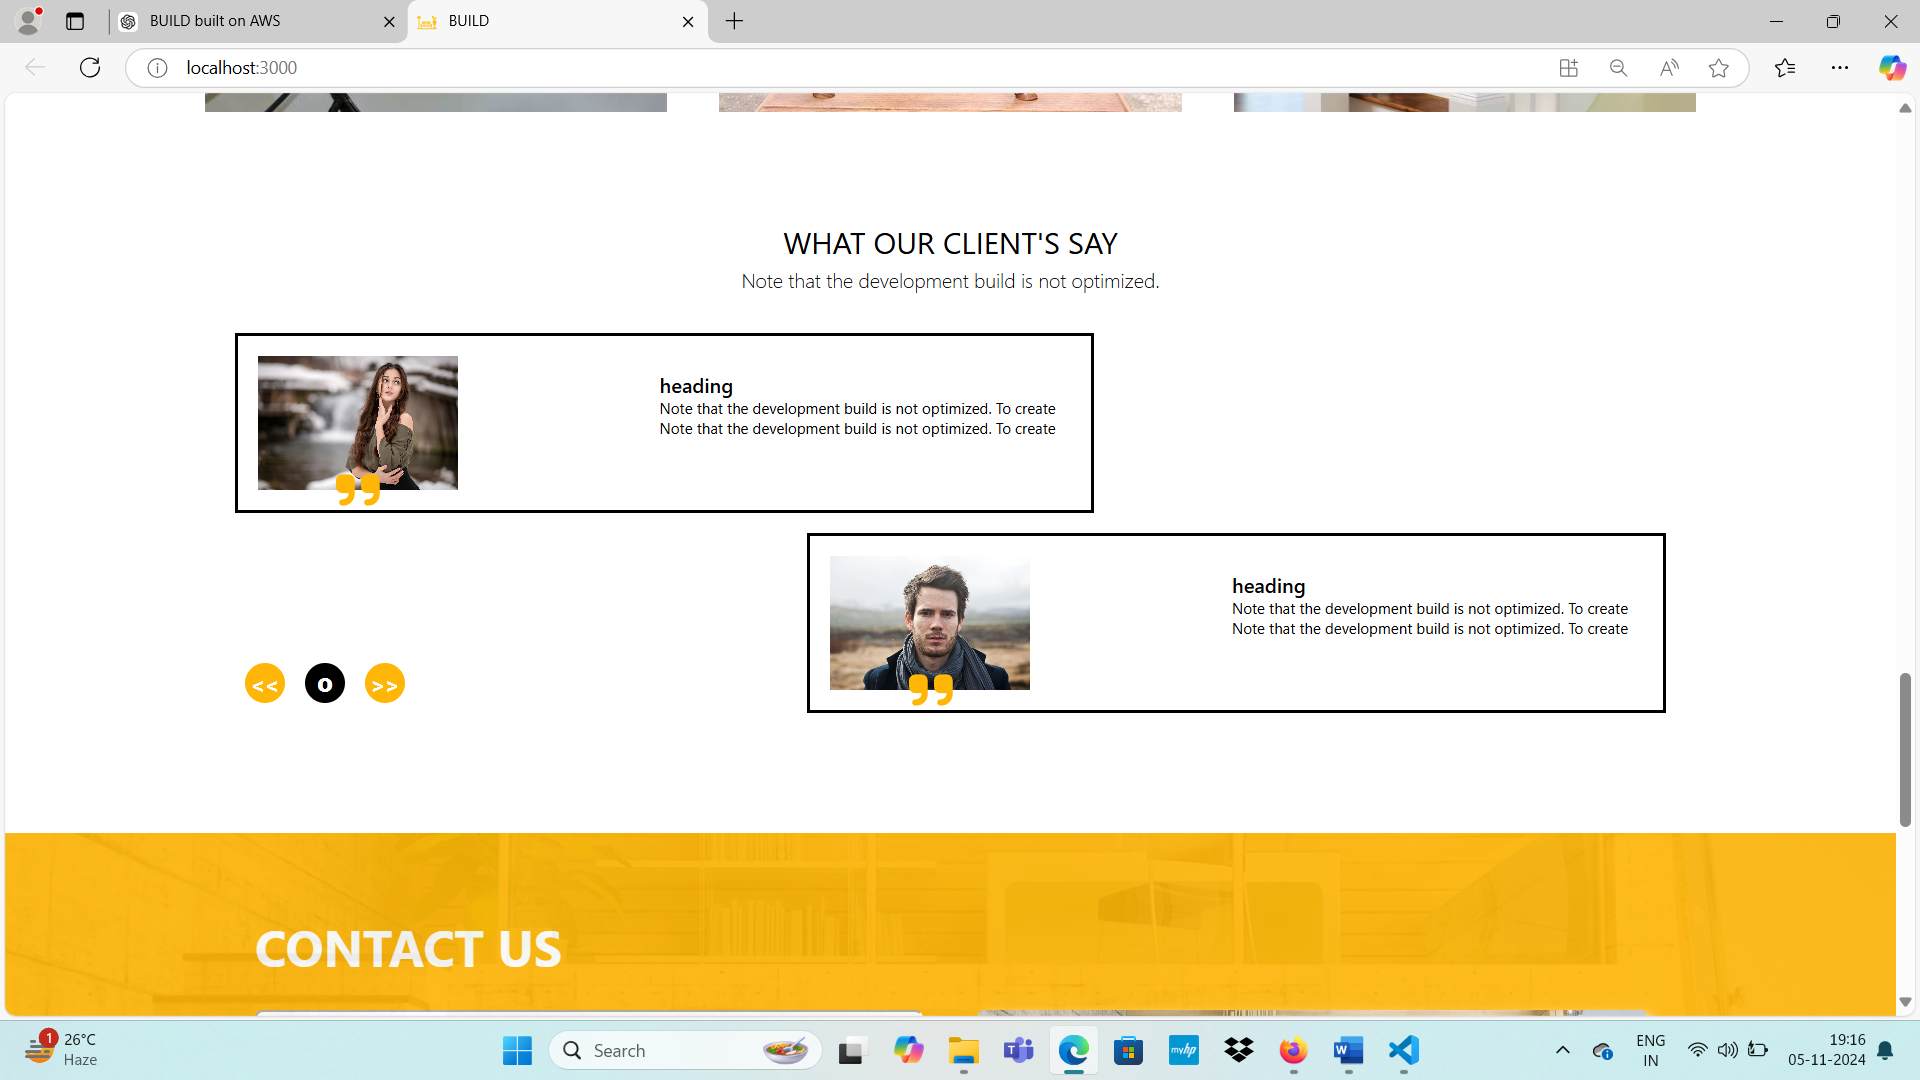 BUILD built on AWS
BUILD
localhost:3000
WHAT OUR CLIENT'S SAY
Note that the development build is not optimized.
heading
Note that the development build is not optimized. To create
Note that the development build is not optimized. To create
heading
Note that the development build is not optimized. To create
Note that the development build is not optimized. To create
<< o >>
CONTACT US
1
26°C
Haze
Search
myhp
ENG
IN
19:16
05-11-2024